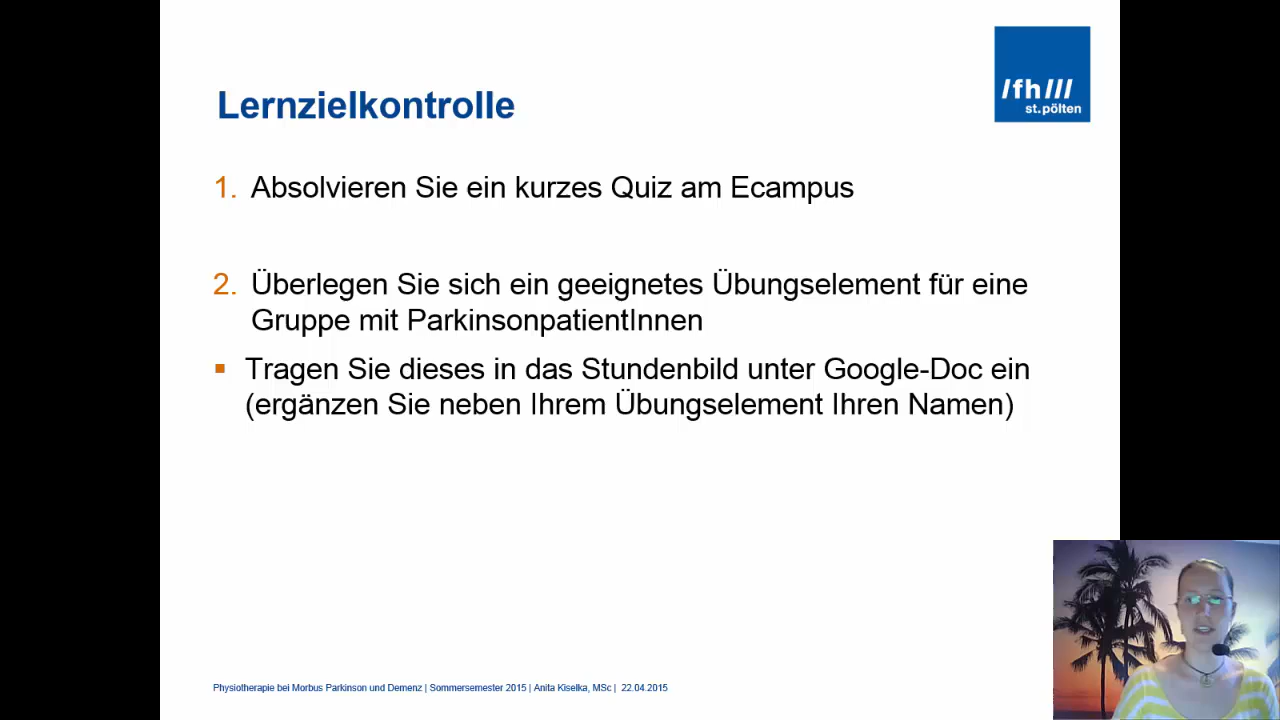 /fh///
st.pölten
Lernzielkontrolle
1. Absolvieren Sie ein kurzes Quiz am Ecampus
2. Überlegen Sie sich ein geeignetes Übungselement für eine
Gruppe mit ParkinsonpatientInnen
▪ Tragen Sie dieses in das Stundenbild unter Google-Doc ein
(ergänzen Sie neben Ihrem Übungselement Ihren Namen)
Physiotherapie bei Morbus Parkinson und Demenz | Sommersemester 2015 | Anita Kiselka, MSc | 22.04.2015